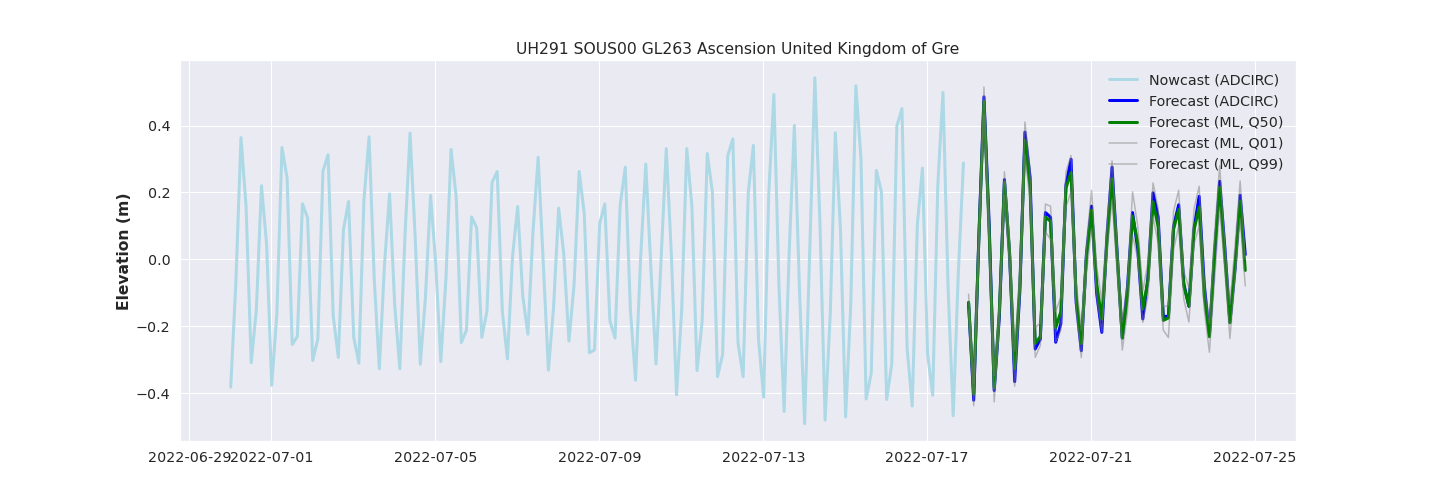 UH291 SOUS00 GL263 Ascension United Kingdom of Gre
Nowcast (ADCIRC)
Forecast (ADCIRC)
Forecast (ML, Q50)
Forecast (ML, Q01)
Forecast (ML, Q99)
Elevation (m)
0.4
0.2
0.0
−0.2
−0.4
2022-06-29 2022-07-01 2022-07-05 2022-07-09 2022-07-13 2022-07-17 2022-07-21 2022-07-25